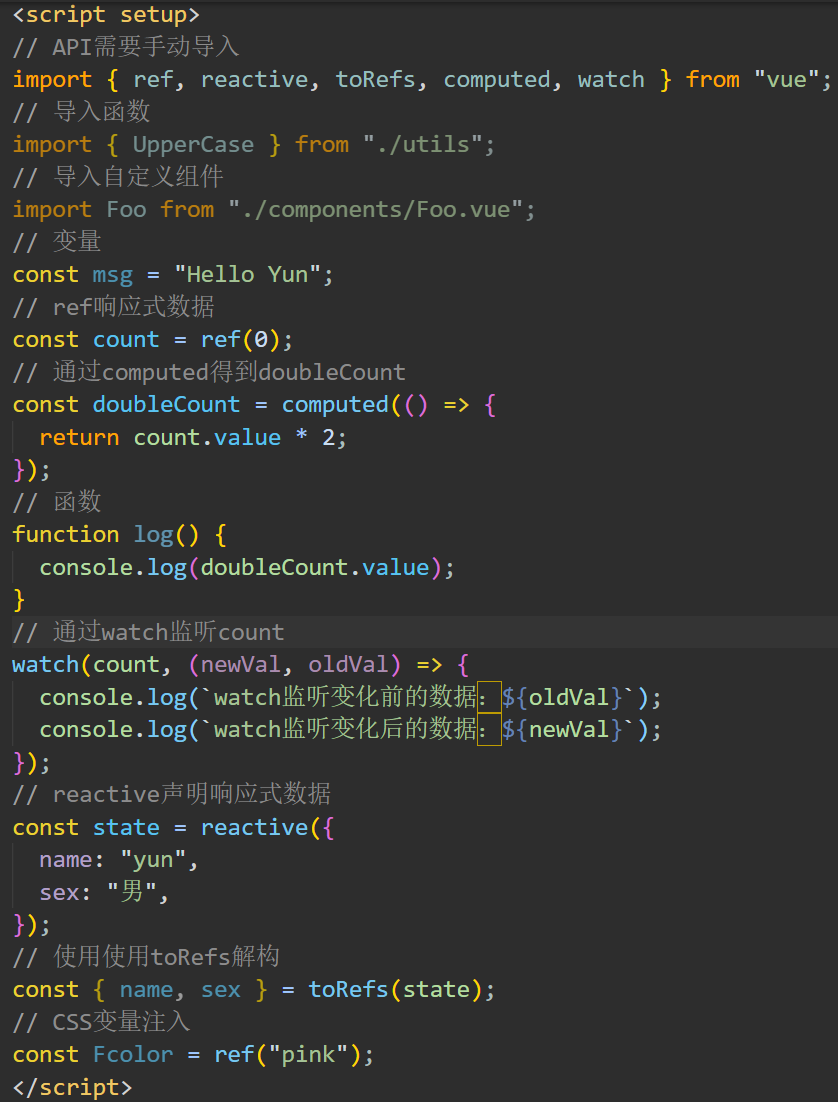 <script setup>
// API需要手动导入
import { ref, reactive, toRefs, computed, watch } from "vue";
// 导入函数
import { UpperCase } from "./utils";
// 导入自定义组件
import Foo from "./components/Foo.vue";
// 变量
const msg = "Hello Yun";
// ref响应式数据
const count = ref(0);
// 通过computed得到doubleCount
const doubleCount = computed(() => {
  return count.value * 2;
});
// 函数
function log() {
  console.log(doubleCount.value);
}
// 通过watch监听count
watch(count, (newVal, oldVal) => {
  console.log(`watch监听变化前的数据：${oldVal}`);
  console.log(`watch监听变化后的数据：${newVal}`);
});
// reactive声明响应式数据
const state = reactive({
  name: "yun",
  sex: "男",
});
// 使用使用toRefs解构
const { name, sex } = toRefs(state);
// CSS变量注入
const Fcolor = ref("pink");
</script>